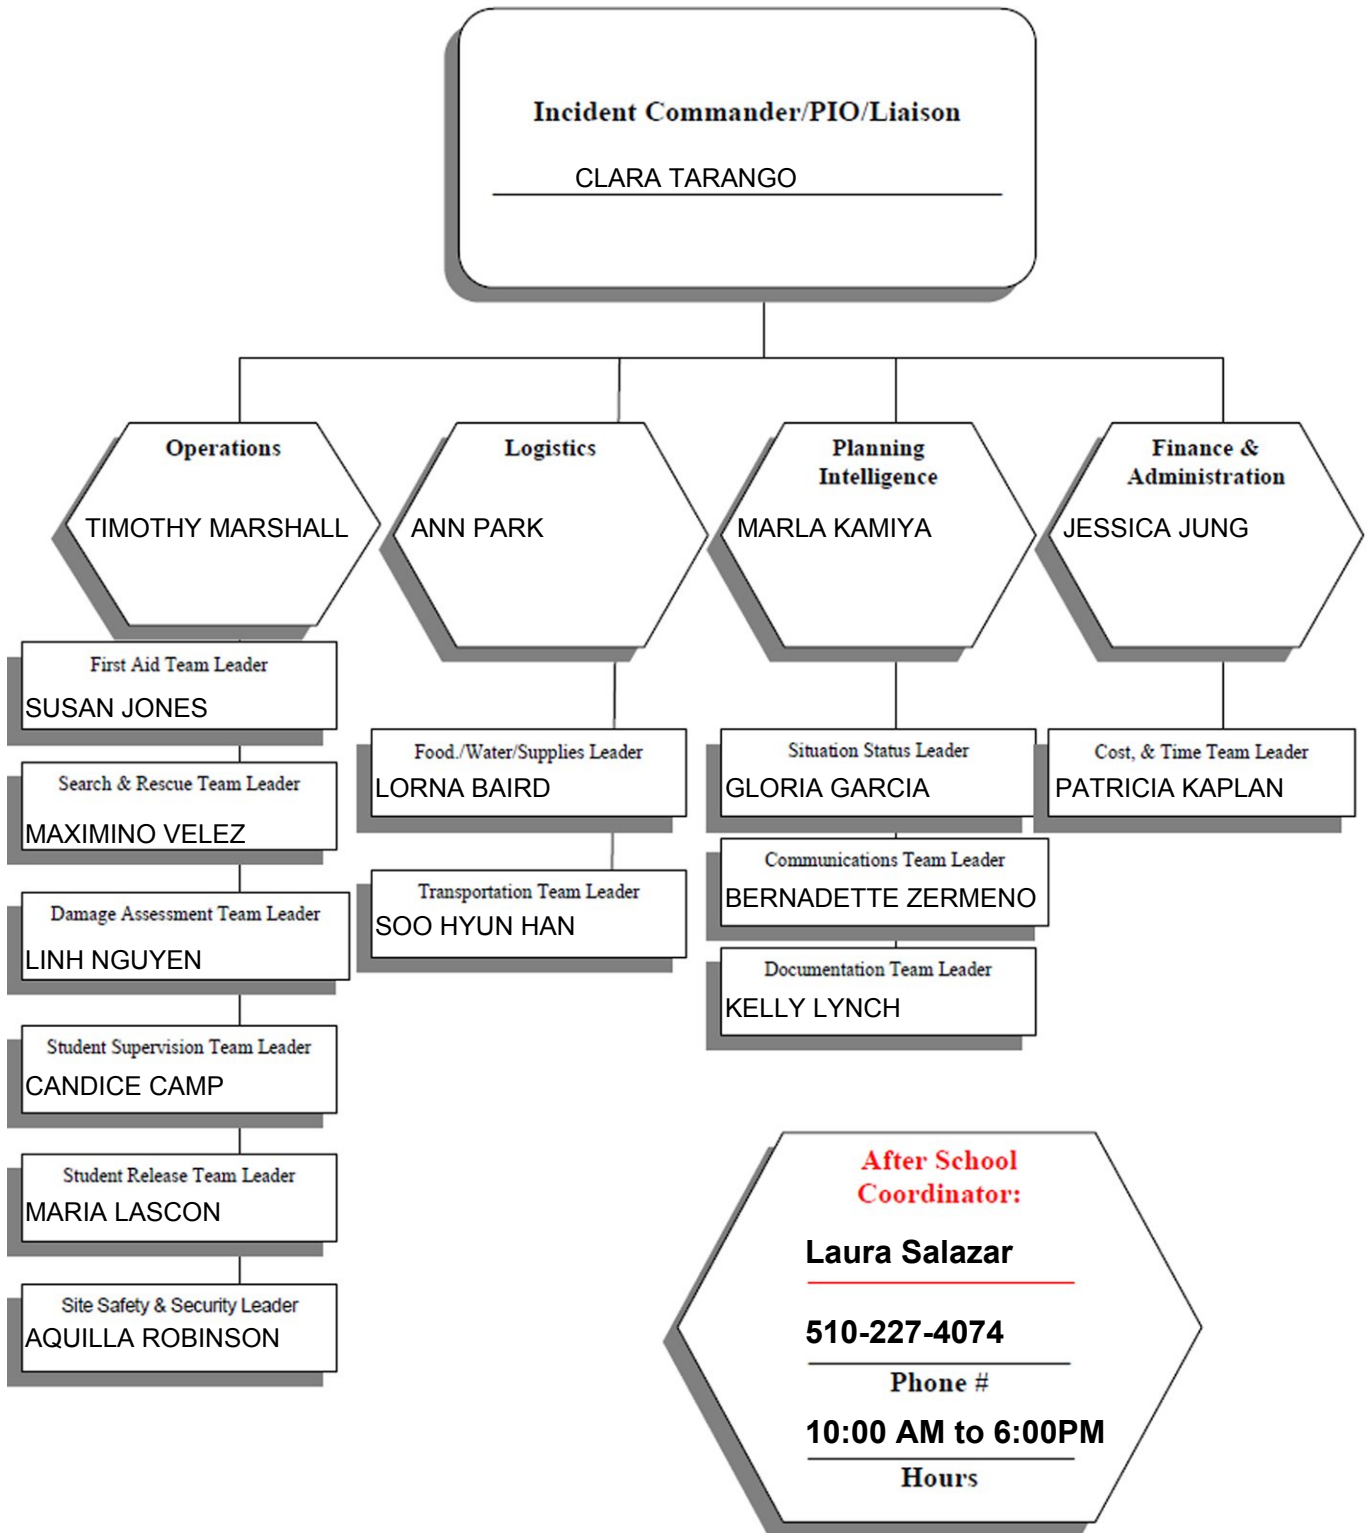 Incident Commander/PIO/Liaison
CLARA TARANGO
Operations
TIMOTHY MARSHALL
First Aid Team Leader
SUSAN JONES
Search & Rescue Team Leader
MAXIMINO VELEZ
Damage Assessment Team Leader
LINH NGUYEN
Student Supervision Team Leader
CANDICE CAMP
Student Release Team Leader
MARIA LASCON
Site Safety & Security Leader
AQUILLA ROBINSON
Logistics
ANN PARK
Food./Water/Supplies Leader
LORNA BAIRD
Transportation Team Leader
SOO HYUN HAN
Planning
Intelligence
MARLA KAMIYA
Situation Status Leader
GLORIA GARCIA
Communications Team Leader
BERNADETTE ZERMENO
Documentation Team Leader
KELLY LYNCH
Finance &
Administration
JESSICA JUNG
Cost, & Time Team Leader
PATRICIA KAPLAN
After School
Coordinator:
Laura Salazar
510-227-4074
Phone #
10:00 AM to 6:00PM
Hours